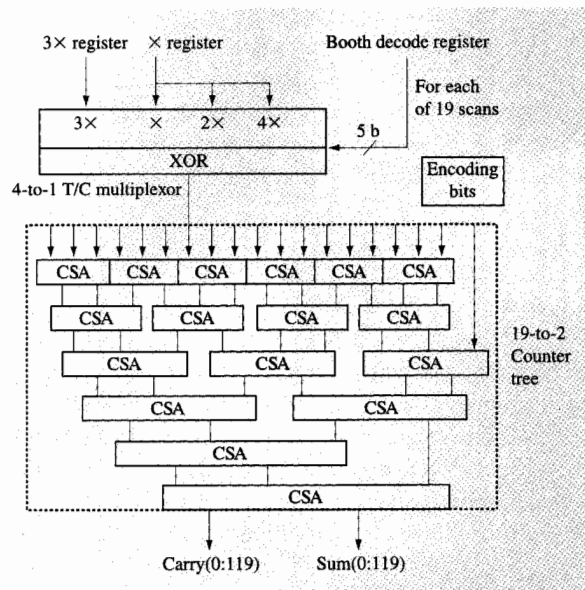 3× register
× register
Booth decode register
For each
of 19 scans
3×
×
2×
4×
5 b
XOR
4-to-1 T/C multiplexor
Encoding
bits
CSA
CSA
CSA
CSA
CSA
CSA
CSA
CSA
CSA
CSA
CSA
CSA
CSA
19-to-2
Counter
tree
CSA
CSA
CSA
CSA
Carry(0:119)
Sum(0:119)